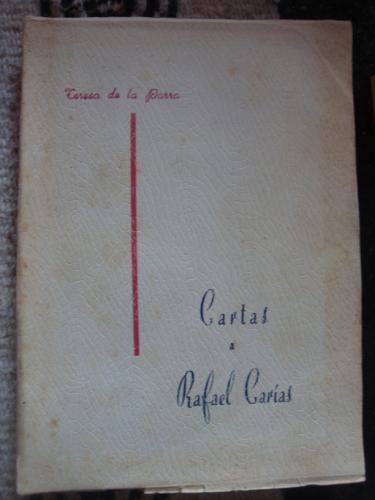 Teresa de la Parra
Cartas
a
Rafael Carías